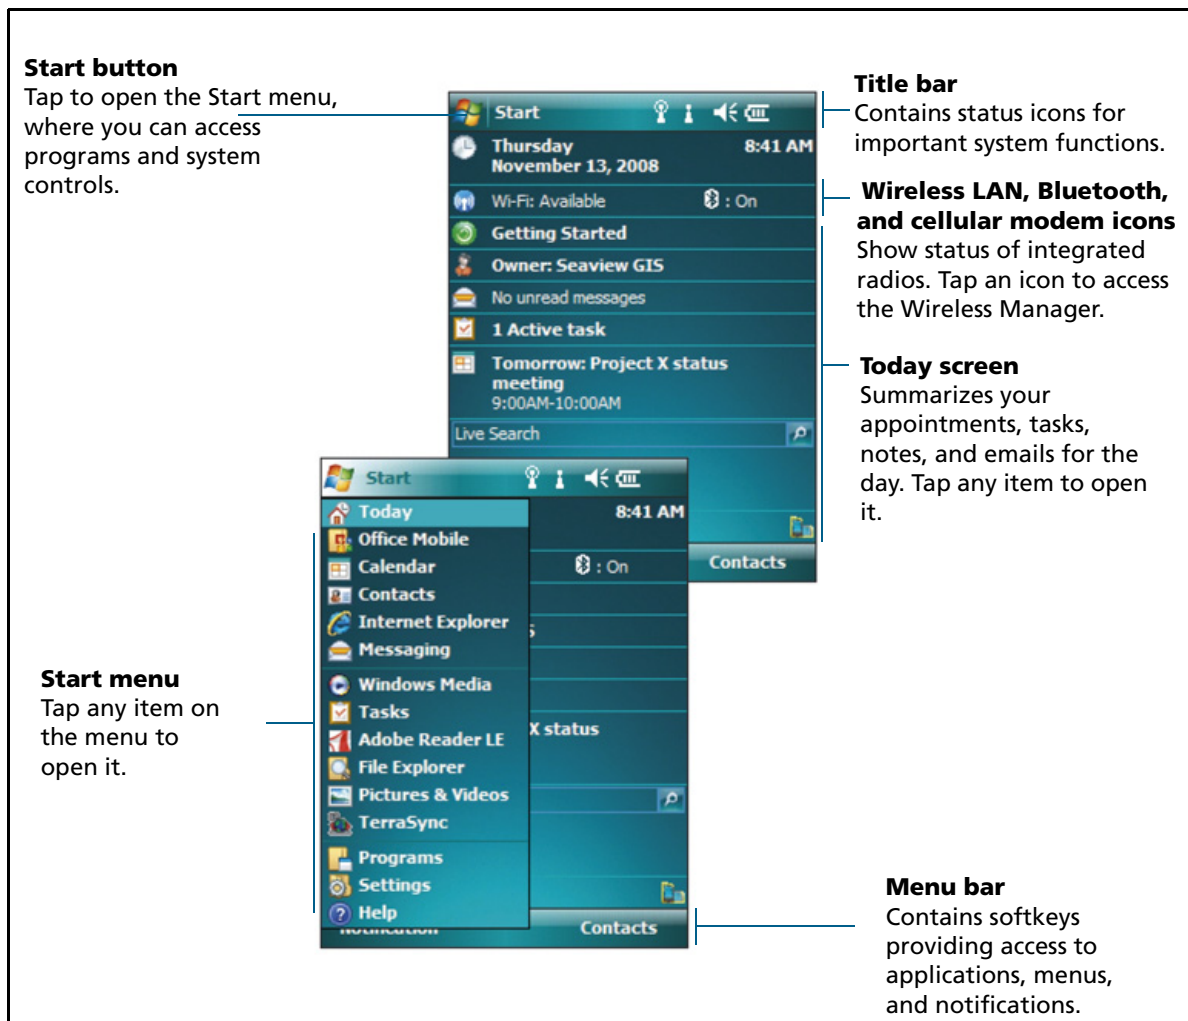 Start button
Tap to open the Start menu,
where you can access
programs and system
controls.
Title bar
Contains status icons for
important system functions.
Wireless LAN, Bluetooth,
and cellular modem icons
Show status of integrated
radios. Tap an icon to access
the Wireless Manager.
Today screen
Summarizes your
appointments, tasks,
notes, and emails for the
day. Tap any item to open
it.
Start
Thursday 8:41 AM
November 13, 2008
Wi-Fi: Available : On
Getting Started
Owner: Seaview GIS
No unread messages
1 Active task
Tomorrow: Project X status
meeting
9:00AM-10:00AM
Live Search
Contacts
Start menu
Tap any item on
the menu to
open it.
Start
Today 8:41 AM
Office Mobile
Calendar : On
Contacts
Internet Explorer
Messaging
Windows Media
Tasks
X status
Adobe Reader LE
File Explorer
Pictures & Videos
TerraSync
Programs
Settings
Help
Notification Contacts
Menu bar
Contains softkeys
providing access to
applications, menus,
and notifications.